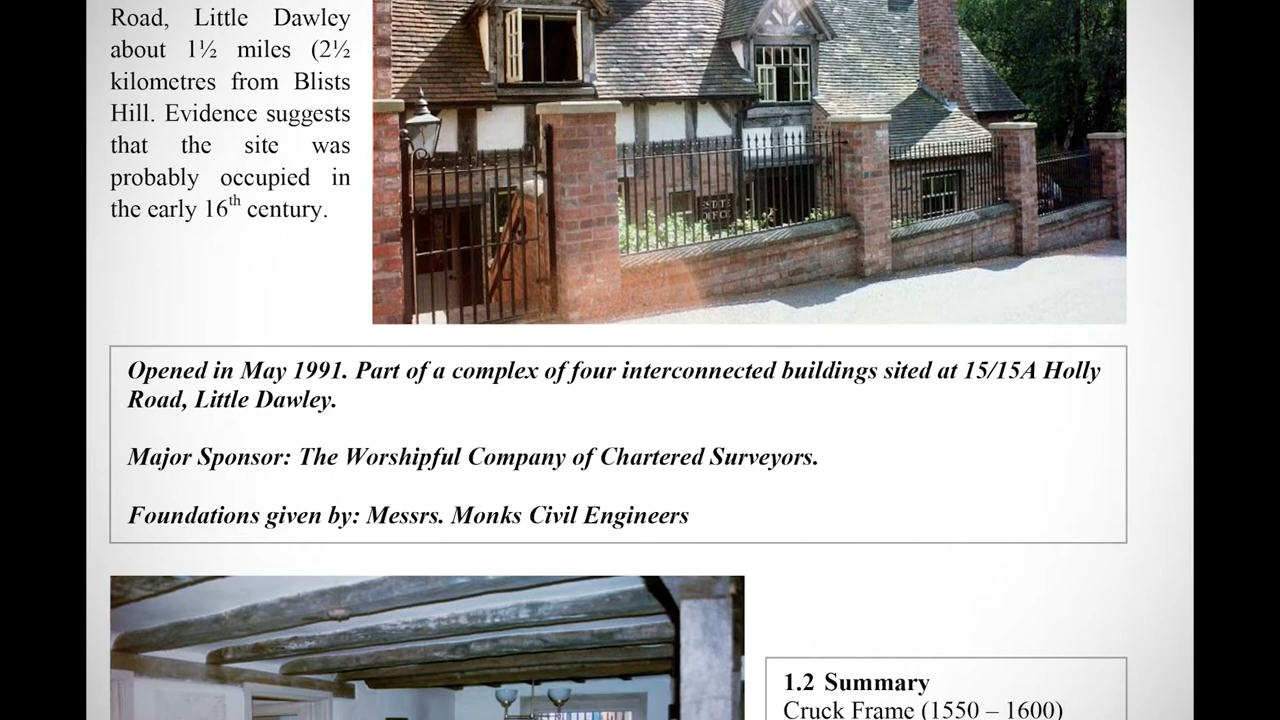 Road, Little Dawley
about 1½ miles (2½
kilometres from Blists
Hill. Evidence suggests
that the site was
probably occupied in
the early 16th century.
ESTATE
OFFICE
Opened in May 1991. Part of a complex of four interconnected buildings sited at 15/15A Holly
Road, Little Dawley.
Major Sponsor: The Worshipful Company of Chartered Surveyors.
Foundations given by: Messrs. Monks Civil Engineers
1.2 Summary
Cruck Frame (1550 – 1600)